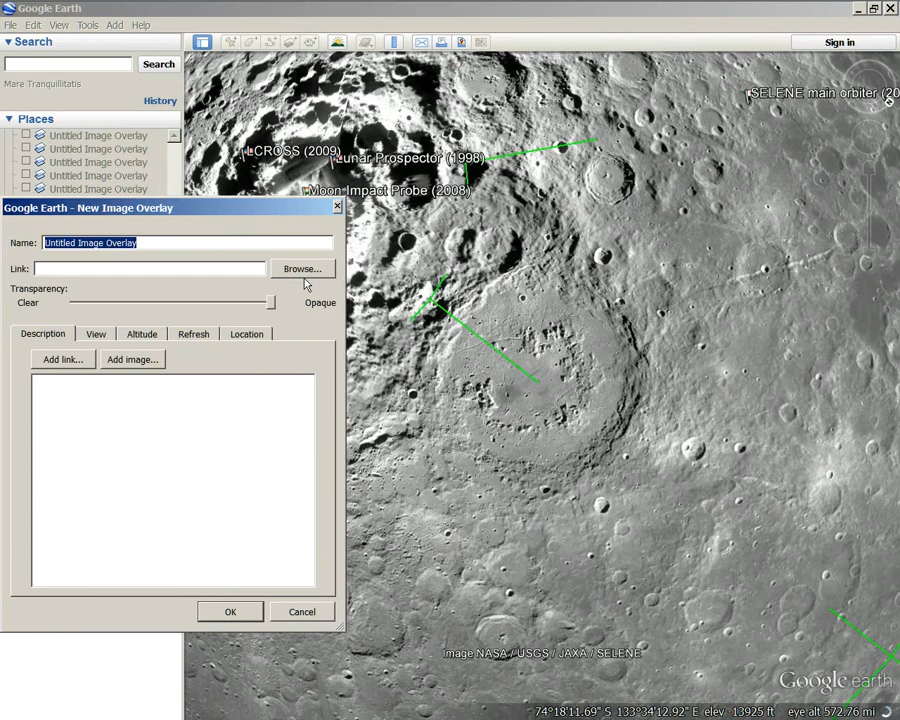 Google Earth
File Edit View Tools Add Help
Search
Sign in
Search
Mare Tranquillitatis
History
Places
Untitled Image Overlay
Untitled Image Overlay
Untitled Image Overlay
Untitled Image Overlay
Untitled Image Overlay
SELENE main orbiter (20
LCROSS (2009)
Lunar Prospector (1998)
Moon Impact Probe (2008)
Google Earth - New Image Overlay
Name: Untitled Image Overlay
Link: Browse...
Transparency:
Clear Opaque
Description View Altitude Refresh Location
Add link... Add image...
OK Cancel
Image NASA / USGS / JAXA / SELENE
Google earth
74°18'11.69" S 133°34'12.92" E elev -13925 ft eye alt 572.76 mi